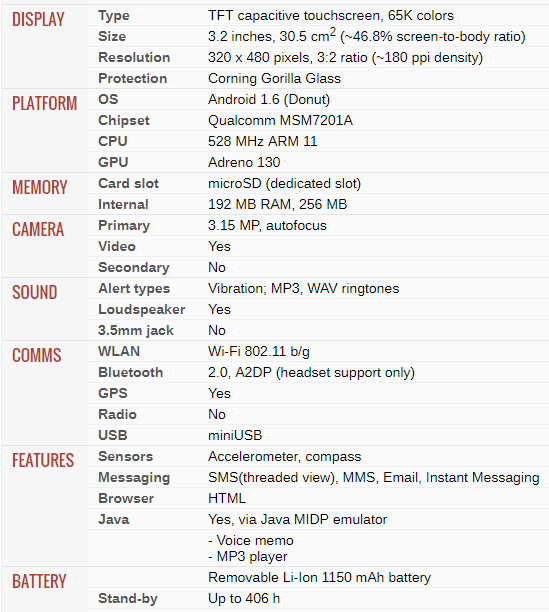 DISPLAY Type TFT capacitive touchscreen, 65K colors
Size 3.2 inches, 30.5 cm2 (~46.8% screen-to-body ratio)
Resolution 320 x 480 pixels, 3:2 ratio (~180 ppi density)
Protection Corning Gorilla Glass
PLATFORM OS Android 1.6 (Donut)
Chipset Qualcomm MSM7201A
CPU 528 MHz ARM 11
GPU Adreno 130
MEMORY Card slot microSD (dedicated slot)
Internal 192 MB RAM, 256 MB
CAMERA Primary 3.15 MP, autofocus
Video Yes
Secondary No
SOUND Alert types Vibration; MP3, WAV ringtones
Loudspeaker Yes
3.5mm jack No
COMMS WLAN Wi-Fi 802.11 b/g
Bluetooth 2.0, A2DP (headset support only)
GPS Yes
Radio No
USB miniUSB
FEATURES Sensors Accelerometer, compass
Messaging SMS(threaded view), MMS, Email, Instant Messaging
Browser HTML
Java Yes, via Java MIDP emulator
- Voice memo
- MP3 player
BATTERY Removable Li-Ion 1150 mAh battery
Stand-by Up to 406 h